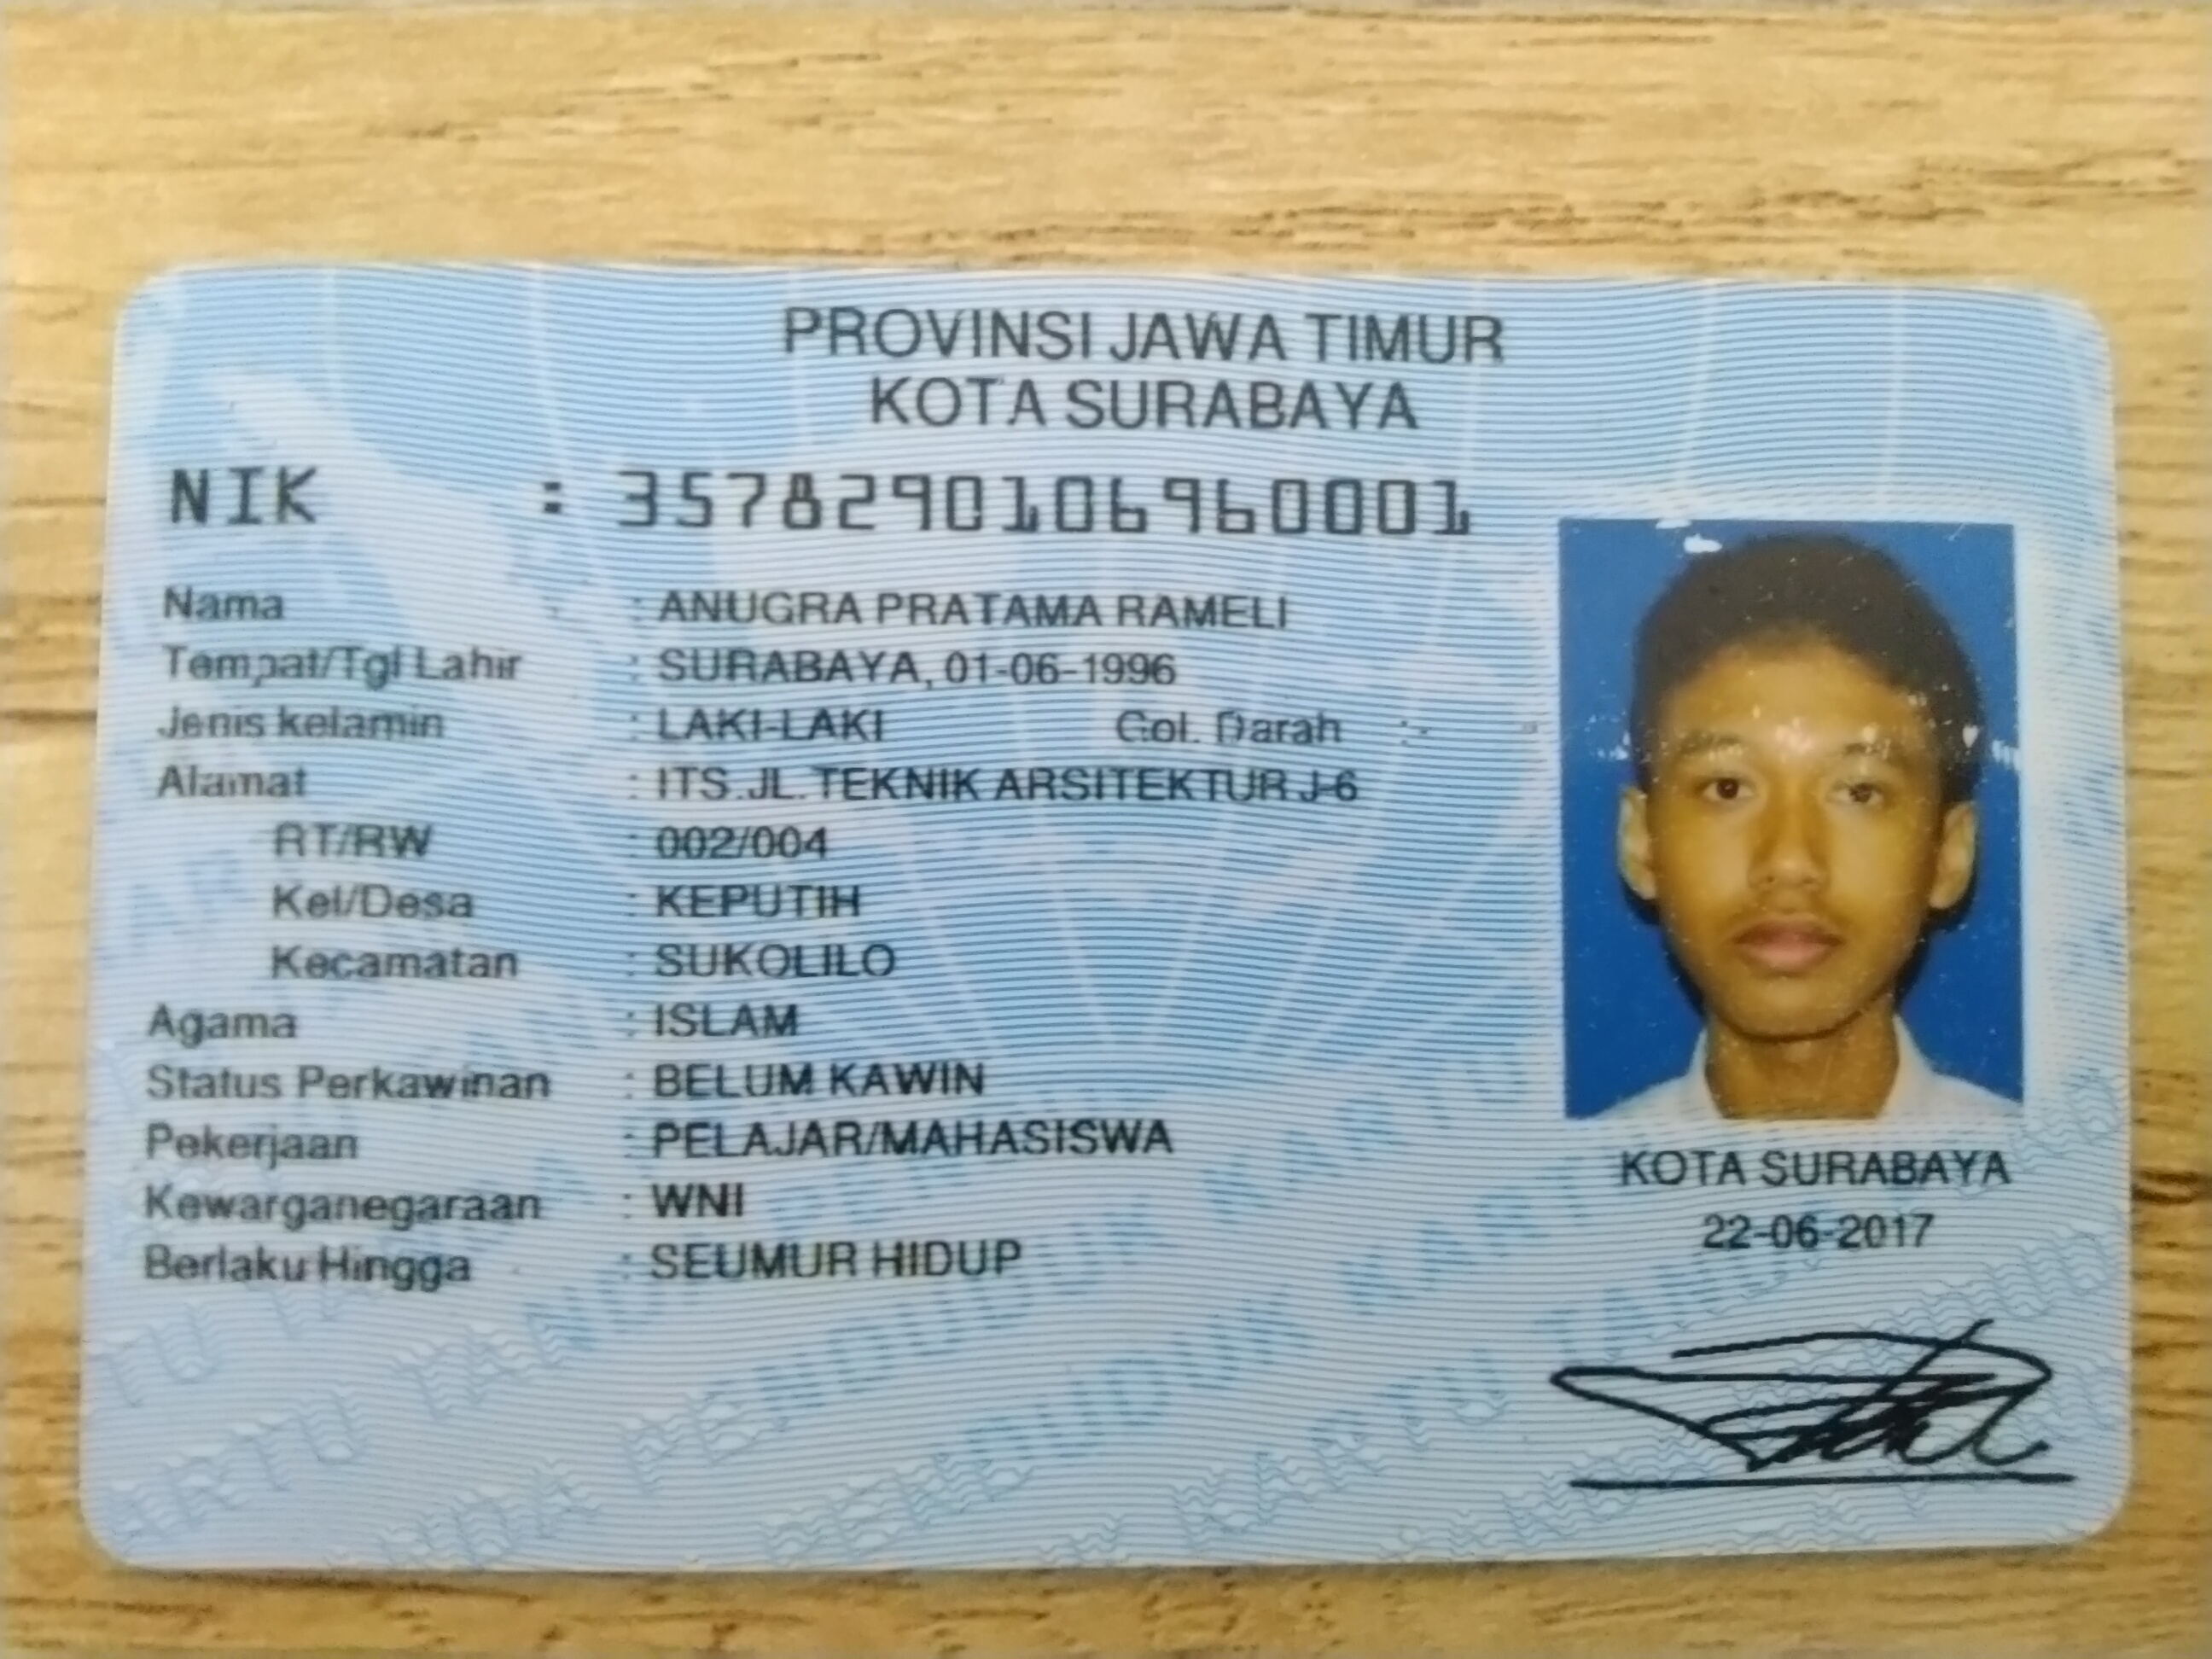 PROVINSI JAWA TIMUR
KOTA SURABAYA
NIK : 3578290106960001
Nama : ANUGRA PRATAMA RAMELI
Tempat/Tgl Lahir : SURABAYA, 01-06-1996
Jenis kelamin : LAKI-LAKI Gol. Darah : -
Alamat : ITS.JL. TEKNIK ARSITEKTUR J-6
RT/RW : 002/004
Kel/Desa : KEPUTIH
Kecamatan : SUKOLILO
Agama : ISLAM
Status Perkawinan : BELUM KAWIN
Pekerjaan : PELAJAR/MAHASISWA
Kewarganegaraan : WNI
Berlaku Hingga : SEUMUR HIDUP
KOTA SURABAYA
22-06-2017